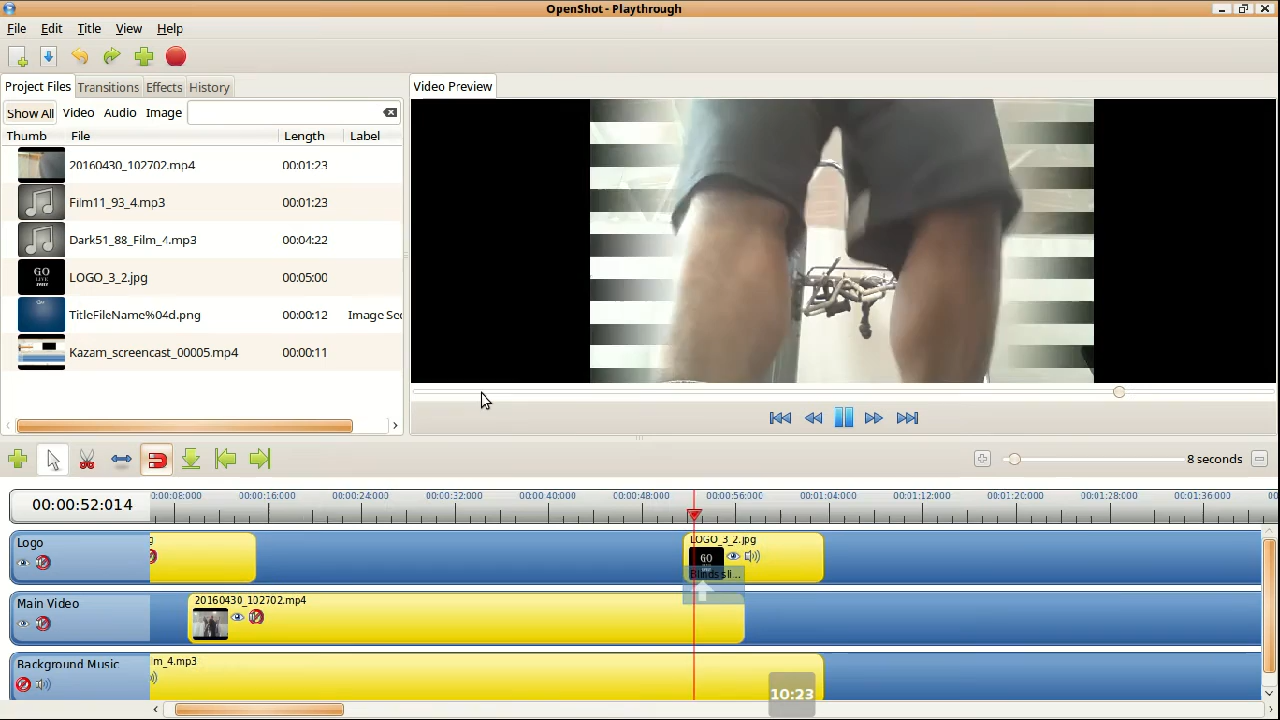 OpenShot - Playthrough
File Edit Title View Help
Project Files Transitions Effects History
Video Preview
Show All Video Audio Image
Thumb File Length Label
20160430_102702.mp4 00:01:23
Film11_93_4.mp3 00:01:23
Dark51_88_Film_4.mp3 00:04:22
GO LIVE LOGO_3_2.jpg 00:05:00
TitleFileName%04d.png 00:00:12 Image Sec
Kazam_screencast_00005.mp4 00:00:11
8 seconds
00:00:52:014
0:00:08:000 00:00:16:000 00:00:24:000 00:00:32:000 00:00:40:000 00:00:48:000 00:00:56:000 00:01:04:000 00:01:12:000 00:01:20:000 00:01:28:000 00:01:36:000 00
Logo
LOGO_3_2.jpg
GO
Blinds sli...
Main Video
20160430_102702.mp4
Background Music
m_4.mp3
10:23